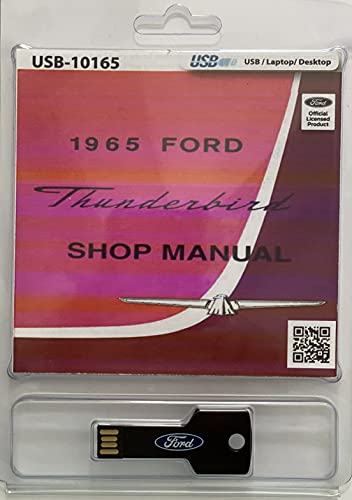 USB-10165
USB
USB / Laptop/ Desktop
Ford
Official
Licensed
Product
1965 FORD
Thunderbird
SHOP MANUAL
Ford